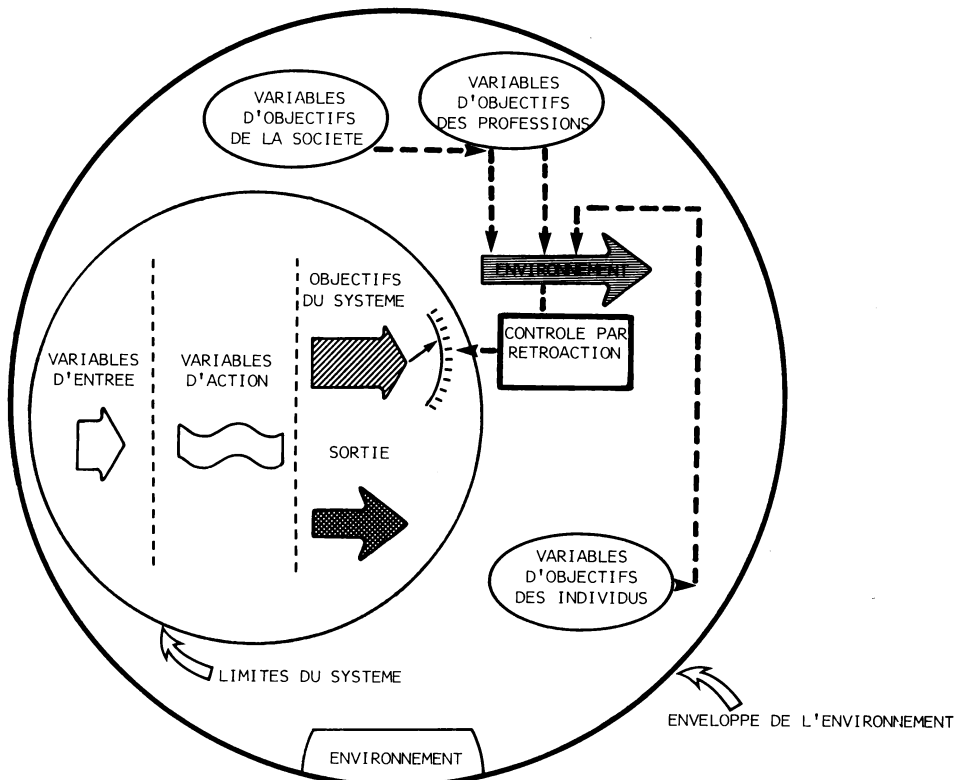 VARIABLES
D'OBJECTIFS
DE LA SOCIETE
VARIABLES
D'OBJECTIFS
DES PROFESSIONS
ENVIRONNEMENT
OBJECTIFS
DU SYSTEME
CONTROLE PAR
RETROACTION
VARIABLES
D'ENTREE
VARIABLES
D'ACTION
SORTIE
VARIABLES
D'OBJECTIFS
DES INDIVIDUS
LIMITES DU SYSTEME
ENVELOPPE DE L'ENVIRONNEMENT
ENVIRONNEMENT